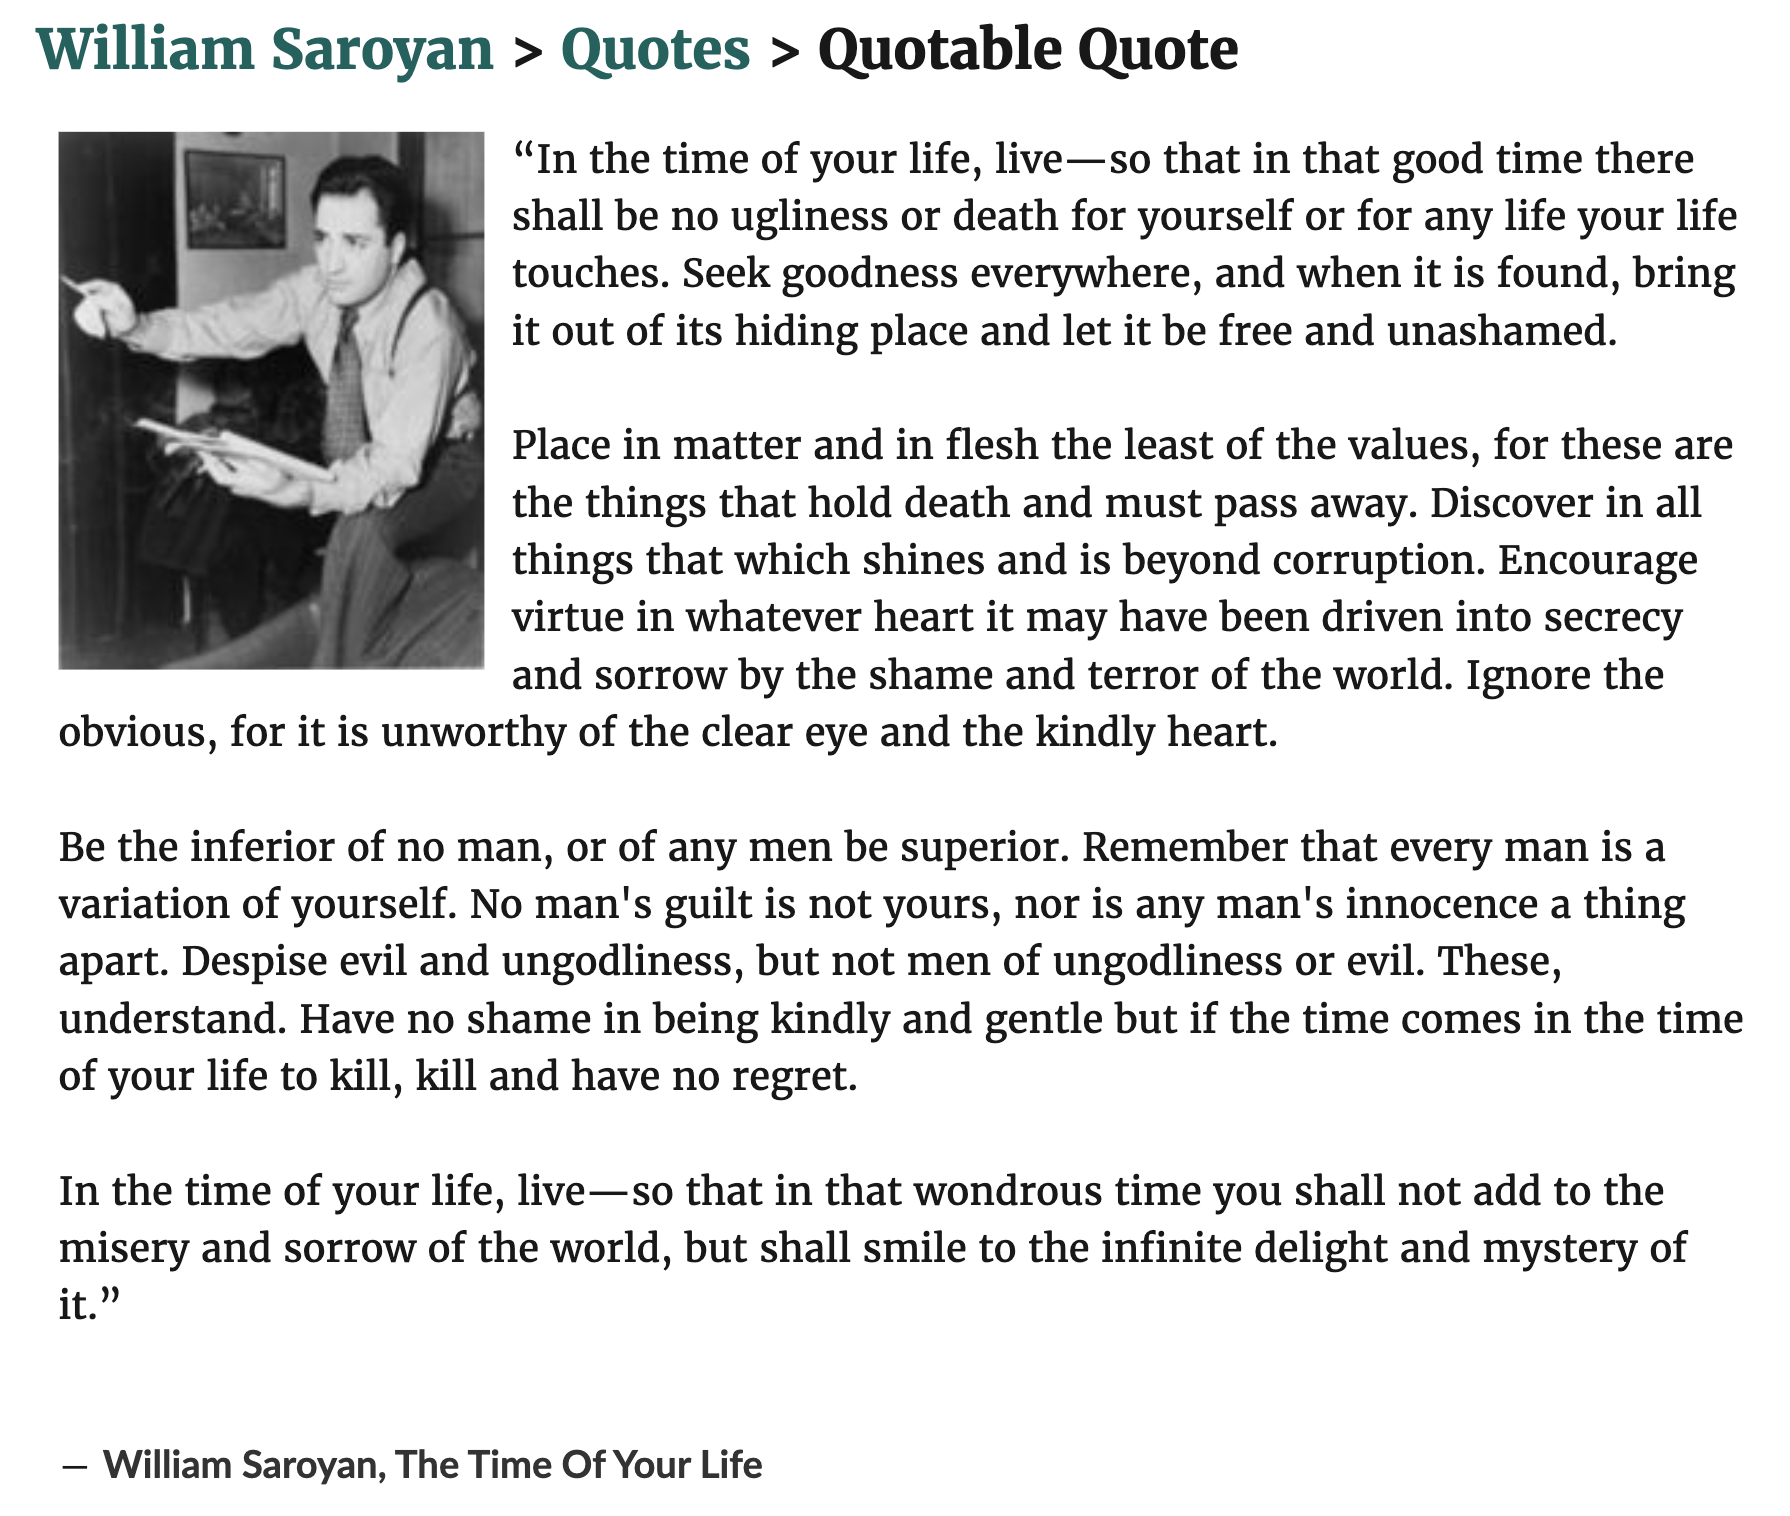 William Saroyan > Quotes > Quotable Quote
“In the time of your life, live—so that in that good time there
shall be no ugliness or death for yourself or for any life your life
touches. Seek goodness everywhere, and when it is found, bring
it out of its hiding place and let it be free and unashamed.
Place in matter and in flesh the least of the values, for these are
the things that hold death and must pass away. Discover in all
things that which shines and is beyond corruption. Encourage
virtue in whatever heart it may have been driven into secrecy
and sorrow by the shame and terror of the world. Ignore the
obvious, for it is unworthy of the clear eye and the kindly heart.
Be the inferior of no man, or of any men be superior. Remember that every man is a
variation of yourself. No man's guilt is not yours, nor is any man's innocence a thing
apart. Despise evil and ungodliness, but not men of ungodliness or evil. These,
understand. Have no shame in being kindly and gentle but if the time comes in the time
of your life to kill, kill and have no regret.
In the time of your life, live—so that in that wondrous time you shall not add to the
misery and sorrow of the world, but shall smile to the infinite delight and mystery of
it.”
— William Saroyan, The Time Of Your Life